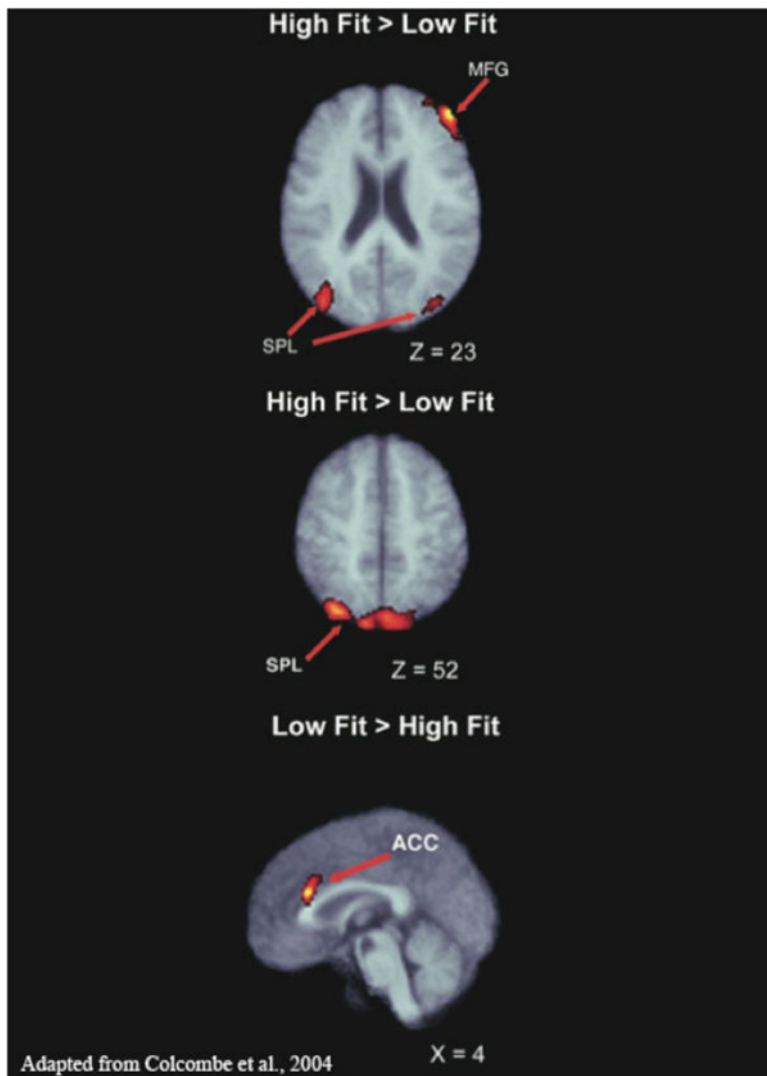 High Fit > Low Fit
MFG
SPL
Z = 23
High Fit > Low Fit
SPL
Z = 52
Low Fit > High Fit
ACC
X = 4
Adapted from Colcombe et al., 2004